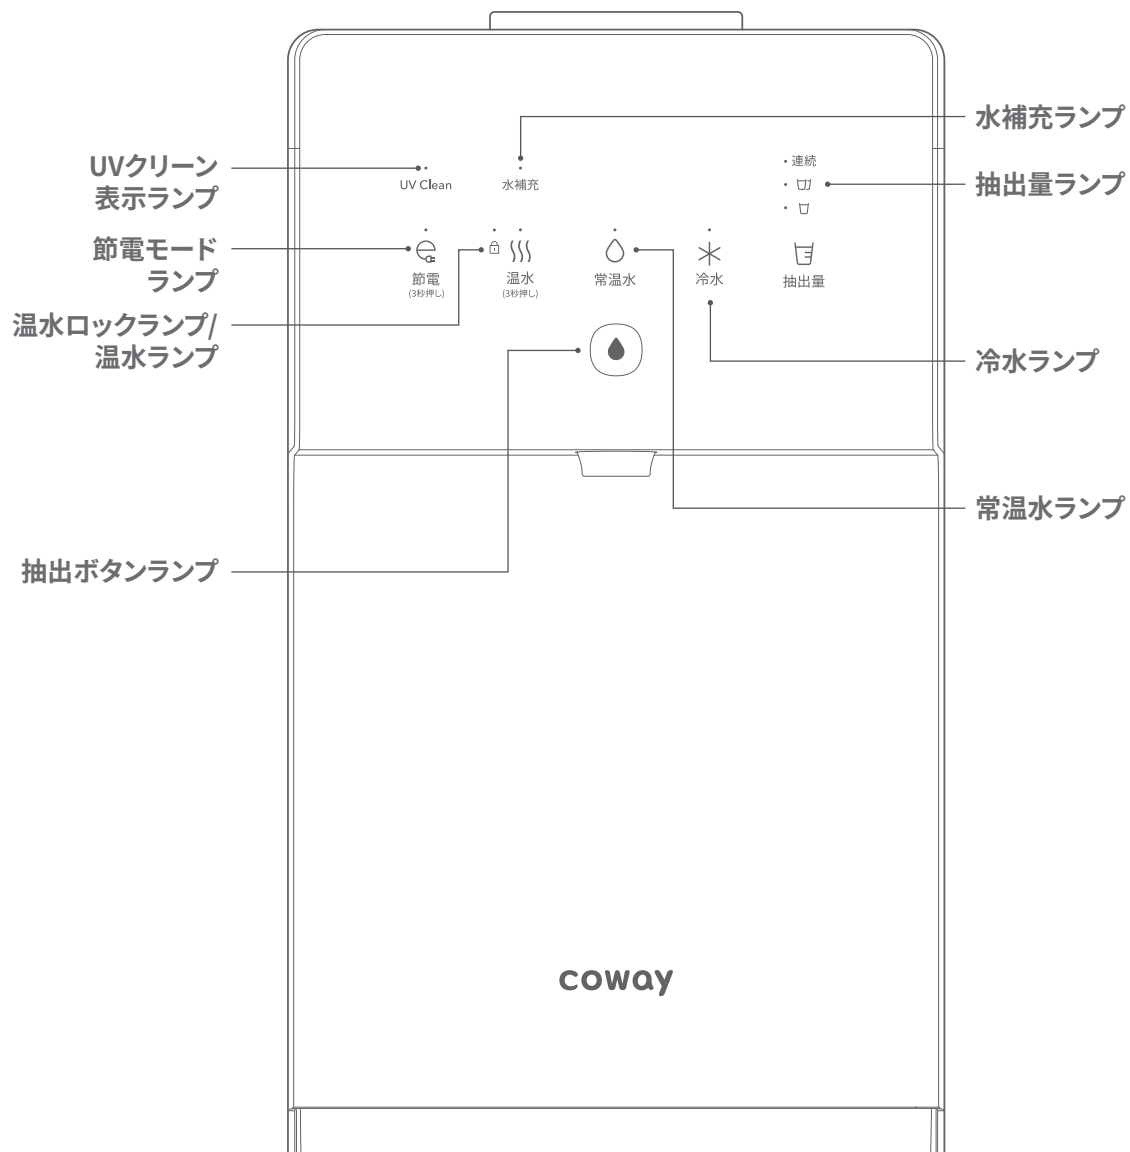 水補充ランプ
UVクリーン
表示ランプ
UV Clean
水補充
連続
抽出量ランプ
節電モード
ランプ
節電
(3秒押し)
温水
(3秒押し)
常温水
冷水
抽出量
温水ロックランプ/
温水ランプ
冷水ランプ
常温水ランプ
抽出ボタンランプ
coway